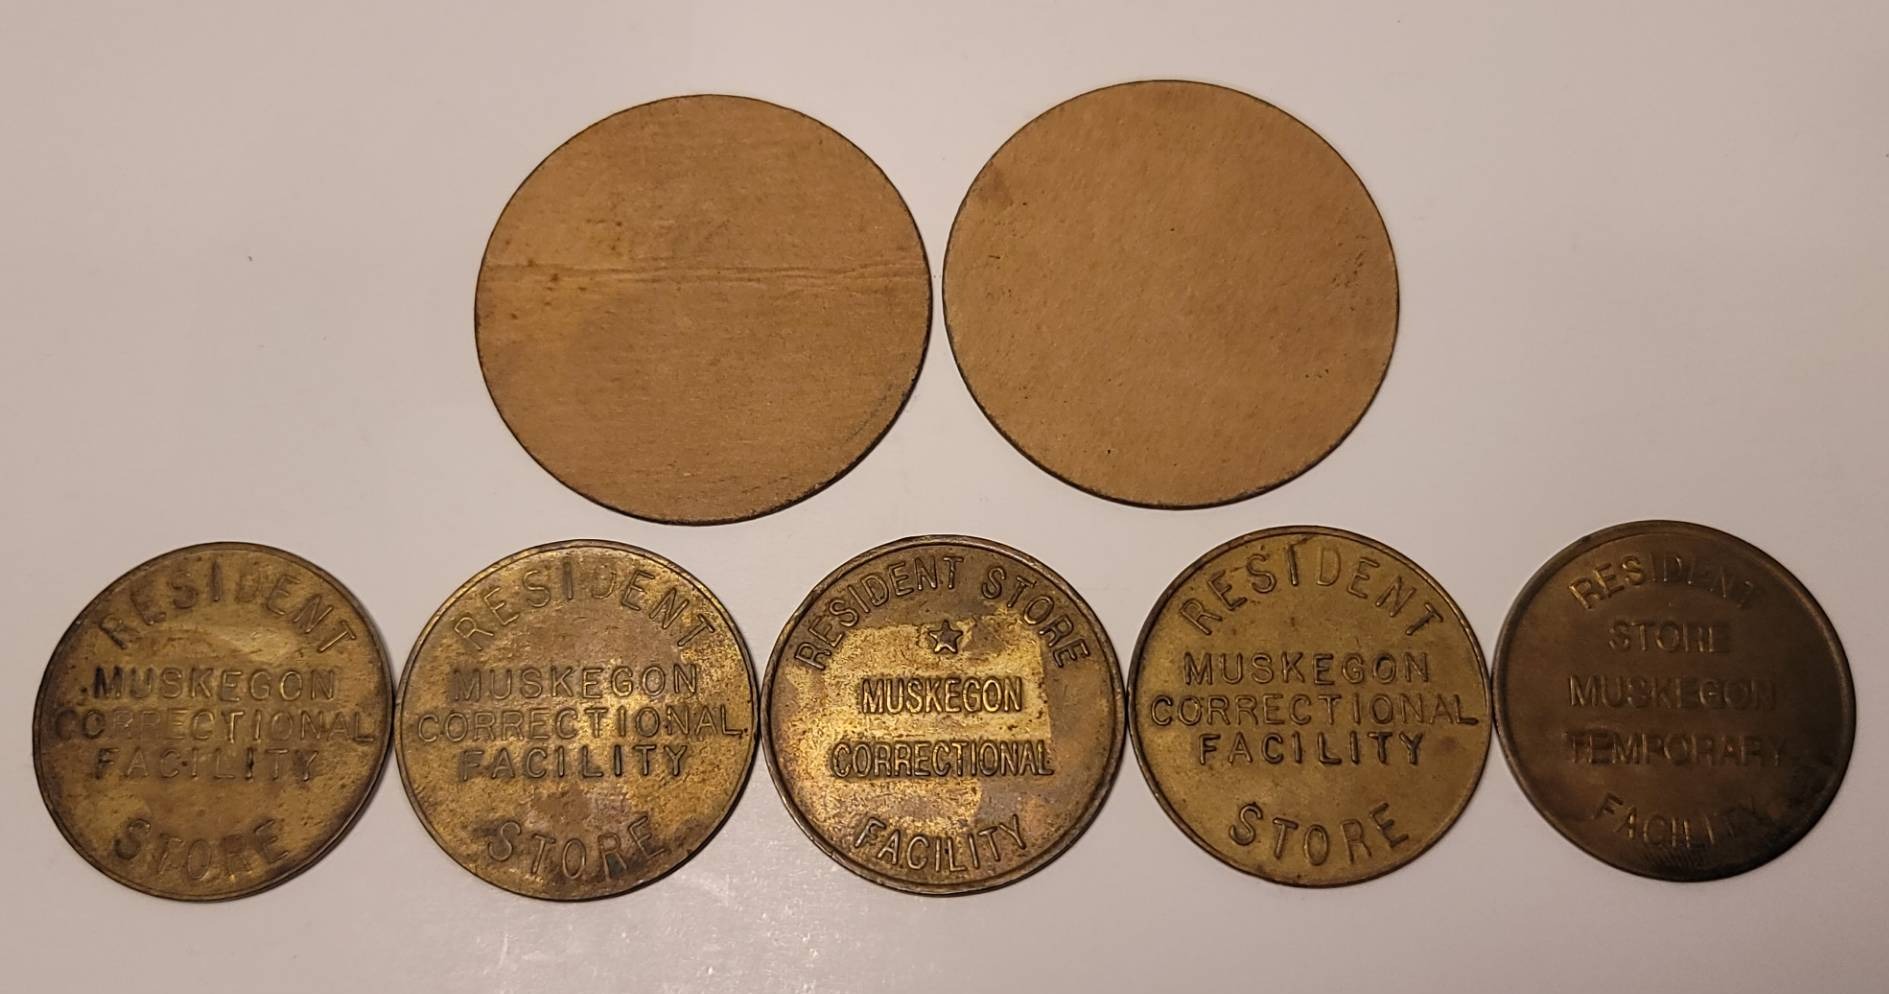 RESIDENT
MUSKEGON
CORRECTIONAL
FACILITY
STORE
RESIDENT
MUSKEGON
CORRECTIONAL
FACILITY
STORE
RESIDENT STORE
MUSKEGON
CORRECTIONAL
FACILITY
RESIDENT
MUSKEGON
CORRECTIONAL
FACILITY
STORE
RESIDENT
STORE
MUSKEGON
TEMPORARY
FACILITY